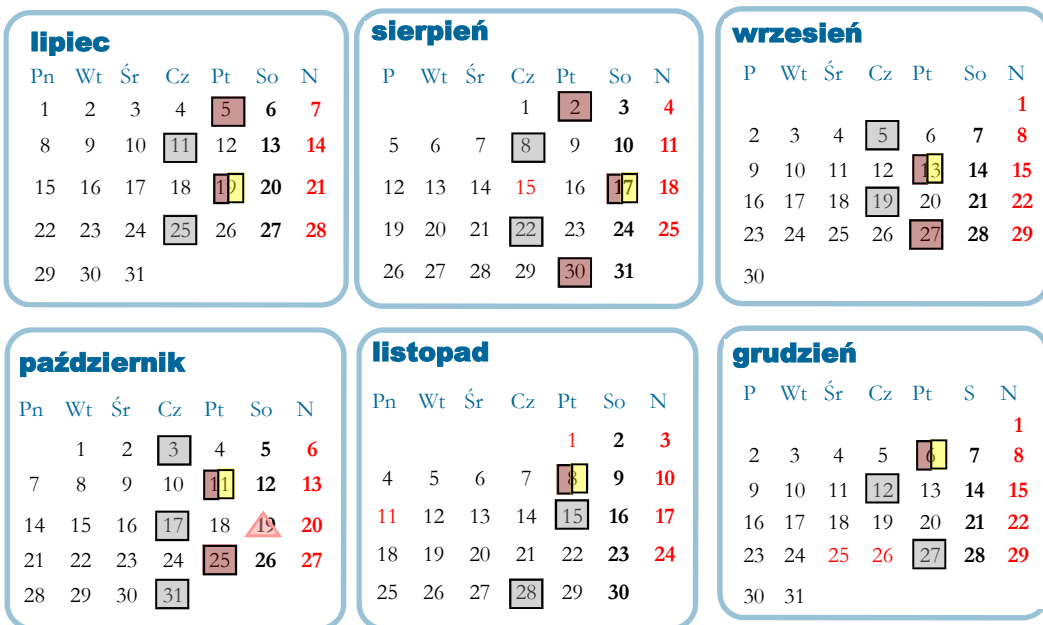 lipiec
Pn Wt Śr Cz Pt So N
1 2 3 4 5 6 7
8 9 10 11 12 13 14
15 16 17 18 19 20 21
22 23 24 25 26 27 28
29 30 31
sierpień
P Wt Śr Cz Pt So N
1 2 3 4
5 6 7 8 9 10 11
12 13 14 15 16 17 18
19 20 21 22 23 24 25
26 27 28 29 30 31
wrzesień
P Wt Śr Cz Pt So N
1
2 3 4 5 6 7 8
9 10 11 12 13 14 15
16 17 18 19 20 21 22
23 24 25 26 27 28 29
30
październik
Pn Wt Śr Cz Pt So N
1 2 3 4 5 6
7 8 9 10 11 12 13
14 15 16 17 18 19 20
21 22 23 24 25 26 27
28 29 30 31
listopad
Pn Wt Śr Cz Pt So N
1 2 3
4 5 6 7 8 9 10
11 12 13 14 15 16 17
18 19 20 21 22 23 24
25 26 27 28 29 30
grudzień
P Wt Śr Cz Pt S N
1
2 3 4 5 6 7 8
9 10 11 12 13 14 15
16 17 18 19 20 21 22
23 24 25 26 27 28 29
30 31